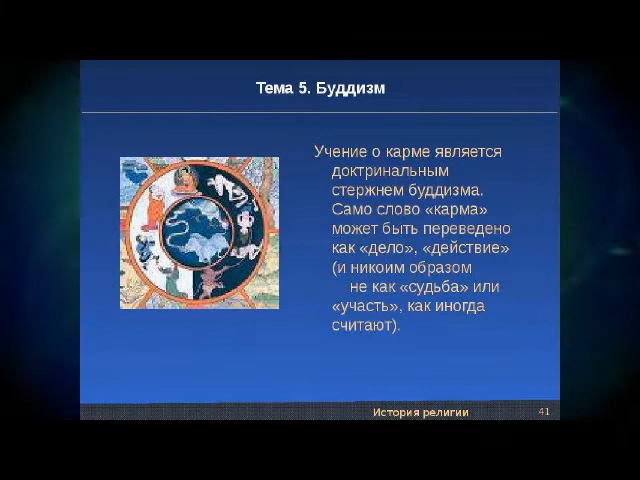 Тема 5. Буддизм
Учение о карме является
доктринальным
стержнем буддизма.
Само слово «карма»
может быть переведено
как «дело», «действие»
(и никоим образом
не как «судьба» или
«участь», как иногда
считают).
История религии
41